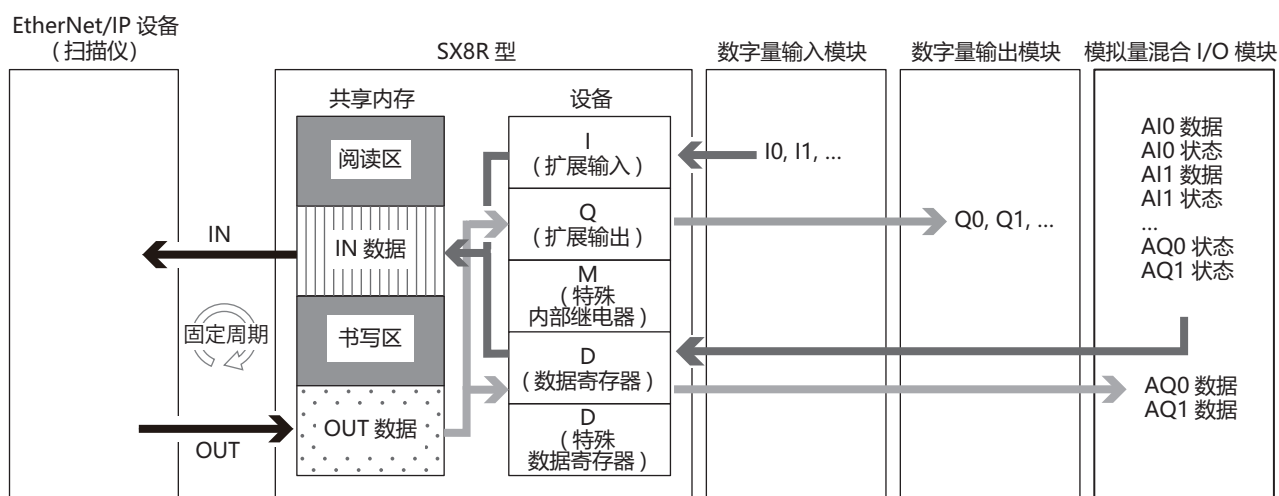 EtherNet/IP 设备
（扫描仪）
SX8R 型
数字量输入模块
数字量输出模块
模拟量混合 I/O 模块
共享内存
设备
阅读区
IN 数据
书写区
OUT 数据
I
（扩展输入）
Q
（扩展输出）
M
（特殊
内部继电器）
D
（数据寄存器）
D
（特殊
数据寄存器）
IN
固定周期
OUT
I0, I1, ...
Q0, Q1, ...
AI0 数据
AI0 状态
AI1 数据
AI1 状态
...
AQ0 状态
AQ1 状态
AQ0 数据
AQ1 数据